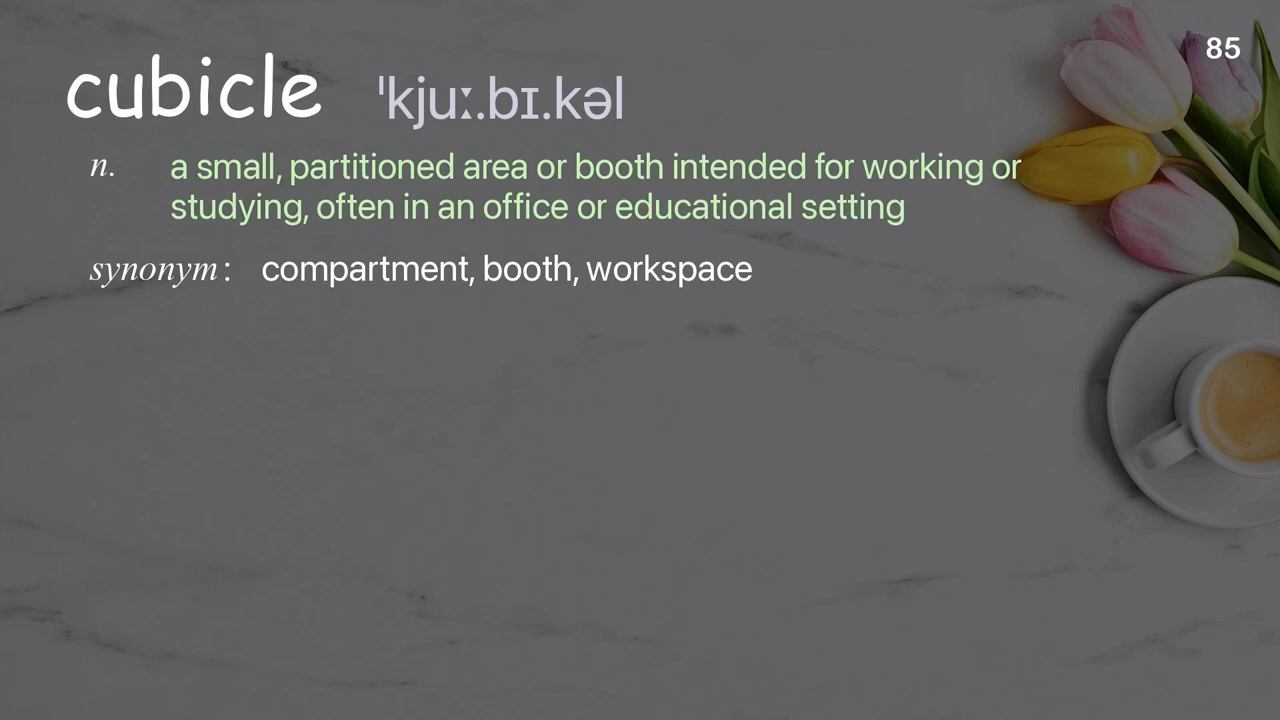 85
cubicle ˈkjuː.bɪ.kəl
n. a small, partitioned area or booth intended for working or
studying, often in an office or educational setting
synonym : compartment, booth, workspace